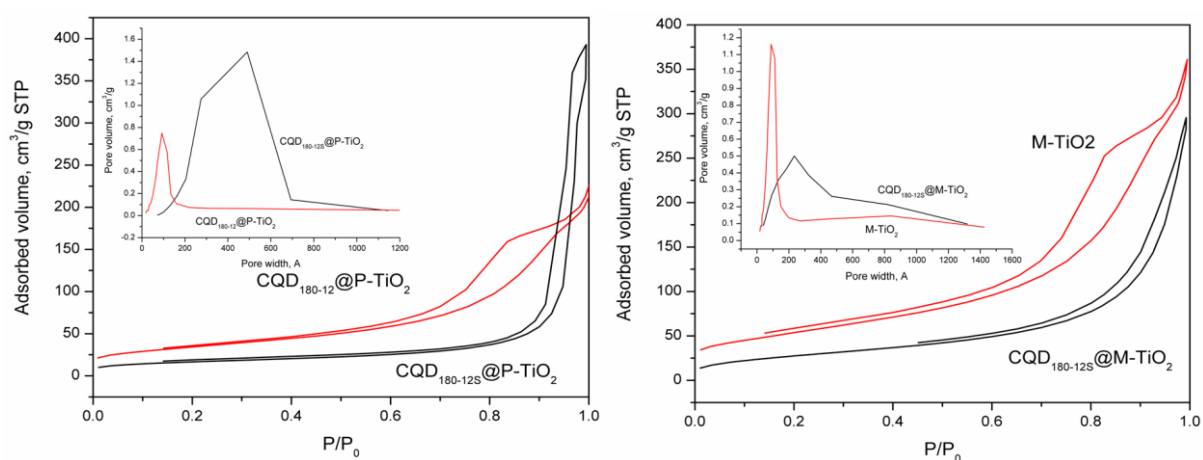 Adsorbed volume, cm³/g STP
400
350
300
250
200
150
100
50
0
0.0 0.2 0.4 0.6 0.8 1.0
P/P₀
CQD₁₈₀₋₁₂@P-TiO₂
CQD₁₈₀₋₁₂S@P-TiO₂
Pore volume, cm³/g
1.8
1.6
1.4
1.2
1.0
0.8
0.6
0.4
0.2
0.0
-0.2
0 200 400 600 800 1000 1200
Pore width, A
CQD₁₈₀₋₁₂S@P-TiO₂
CQD₁₈₀₋₁₂@P-TiO₂
Adsorbed volume, cm³/g STP
400
350
300
250
200
150
100
50
0
0.0 0.2 0.4 0.6 0.8 1.0
P/P₀
M-TiO2
CQD₁₈₀₋₁₂S@M-TiO₂
Pore volume, cm³/g
1.2
1.1
1.0
0.9
0.8
0.7
0.6
0.5
0.4
0.3
0.2
0.1
0 200 400 600 800 1000 1200 1400 1600
Pore width, A
CQD₁₈₀₋₁₂S@M-TiO₂
M-TiO₂